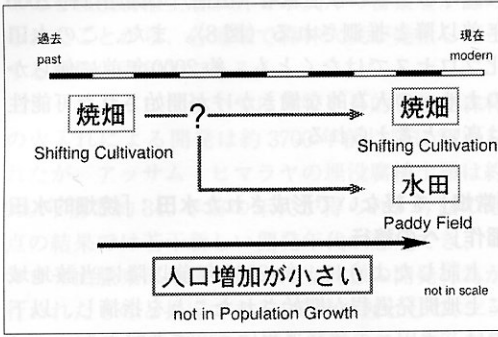 過去
現在
past
modern
焼畑
?
焼畑
Shifting Cultivation
Shifting Cultivation
水田
Paddy Field
人口増加が小さい
not in scale
not in Population Growth